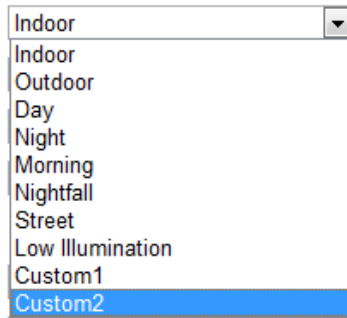 Indoor
Indoor
Outdoor
Day
Night
Morning
Nightfall
Street
Low Illumination
Custom1
Custom2